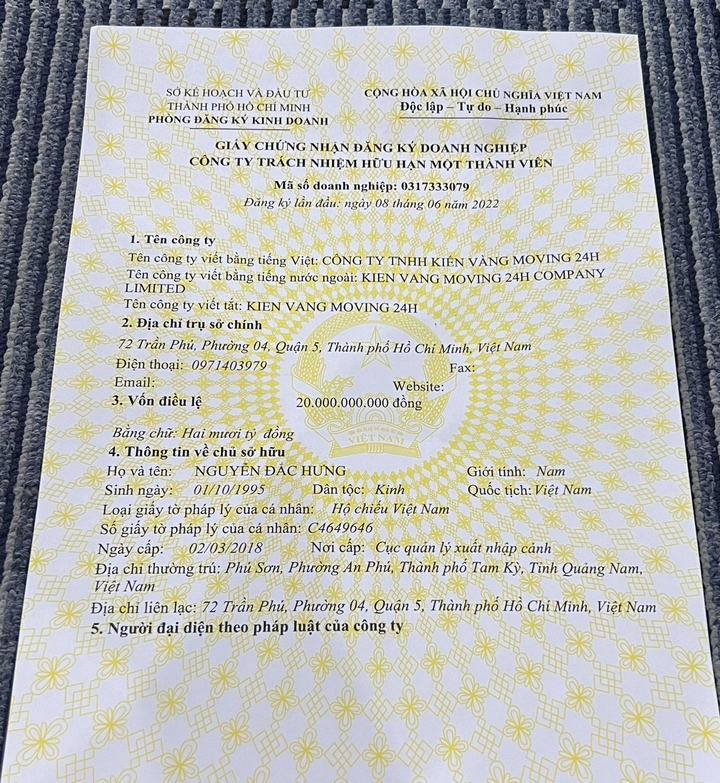 SỞ KẾ HOẠCH VÀ ĐẦU TƯ
THÀNH PHỐ HỒ CHÍ MINH
PHÒNG ĐĂNG KÝ KINH DOANH
CỘNG HÒA XÃ HỘI CHỦ NGHĨA VIỆT NAM
Độc lập – Tự do – Hạnh phúc
GIẤY CHỨNG NHẬN ĐĂNG KÝ DOANH NGHIỆP
CÔNG TY TRÁCH NHIỆM HỮU HẠN MỘT THÀNH VIÊN
Mã số doanh nghiệp: 0317333079
Đăng ký lần đầu: ngày 08 tháng 06 năm 2022
1. Tên công ty
Tên công ty viết bằng tiếng Việt: CÔNG TY TNHH KIẾN VÀNG MOVING 24H
Tên công ty viết bằng tiếng nước ngoài: KIEN VANG MOVING 24H COMPANY
LIMITED
Tên công ty viết tắt: KIEN VANG MOVING 24H
2. Địa chỉ trụ sở chính
72 Trần Phú, Phường 04, Quận 5, Thành phố Hồ Chí Minh, Việt Nam
Điện thoại: 0971403979 Fax:
Email: Website:
3. Vốn điều lệ 20.000.000.000 đồng
Bằng chữ: Hai mươi tỷ đồng
VIỆT NAM
4. Thông tin về chủ sở hữu
Họ và tên: NGUYỄN ĐẮC HƯNG Giới tính: Nam
Sinh ngày: 01/10/1995 Dân tộc: Kinh Quốc tịch: Việt Nam
Loại giấy tờ pháp lý của cá nhân: Hộ chiếu Việt Nam
Số giấy tờ pháp lý của cá nhân: C4649646
Ngày cấp: 02/03/2018 Nơi cấp: Cục quản lý xuất nhập cảnh
Địa chỉ thường trú: Phú Sơn, Phường An Phú, Thành phố Tam Kỳ, Tỉnh Quảng Nam,
Việt Nam
Địa chỉ liên lạc: 72 Trần Phú, Phường 04, Quận 5, Thành phố Hồ Chí Minh, Việt Nam
5. Người đại diện theo pháp luật của công ty